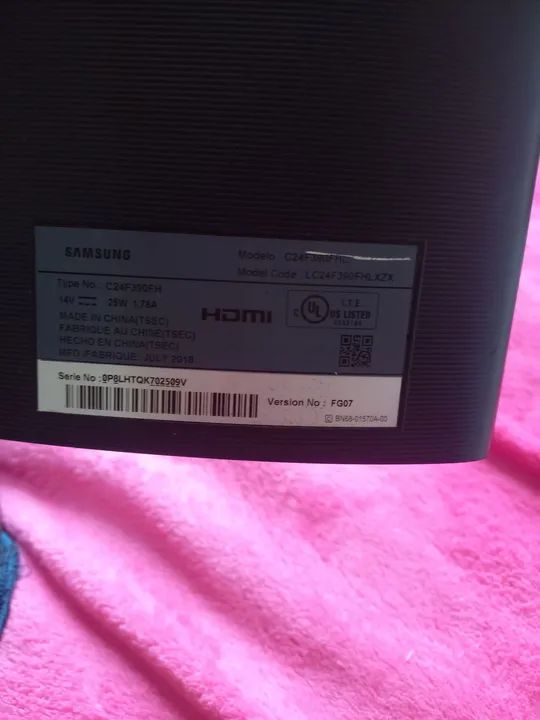 SAMSUNG
Modelo : C24F390FHL
Model Code : LC24F390FHLXZX
Type No. : C24F390FH
14V 25W 1.78A
MADE IN CHINA(TSEC)
FABRIQUÉ AU CHINE(TSEC)
HECHO EN CHINA(TSEC)
MFD /FABRIQUE: JULY 2018
HDMI
C UL US LISTED
I.T.E.
Serie No : 0P8LHTQK702509V
Version No : FG07
BN68-01570A-00